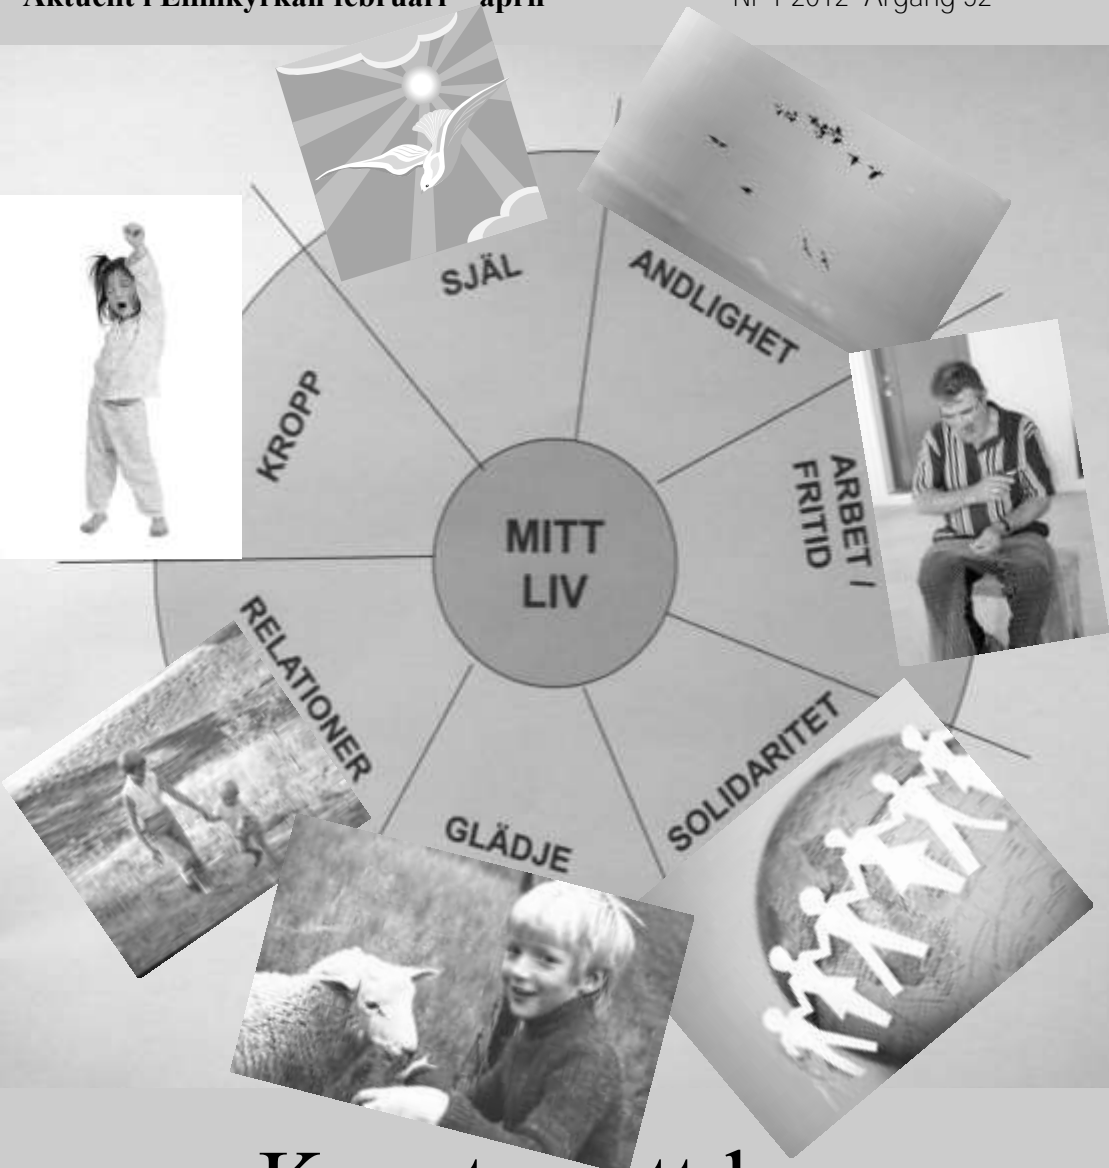 Aktuellt i Elimkyrkan februari – april
Nr 1 2012 Årgång 52
SJÄL
ANDLIGHET
KROPP
ARBET /
FRITID
MITT
LIV
RELATIONER
SOLIDARITET
GLÄDJE